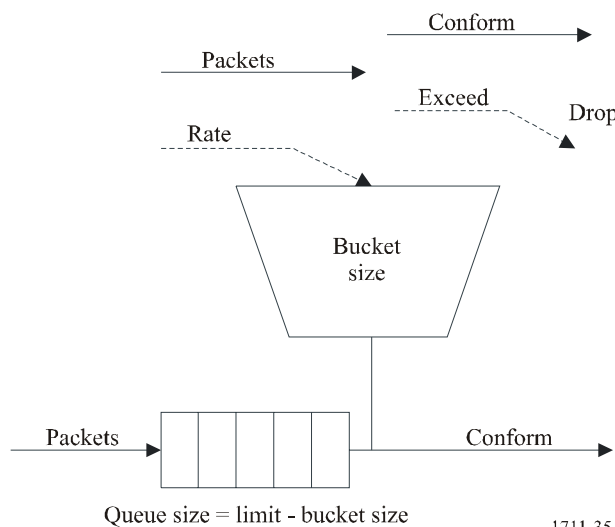 Conform
Packets
Exceed
Drop
Rate
Bucket
size
Packets
Conform
Queue size = limit - bucket size
1711-35